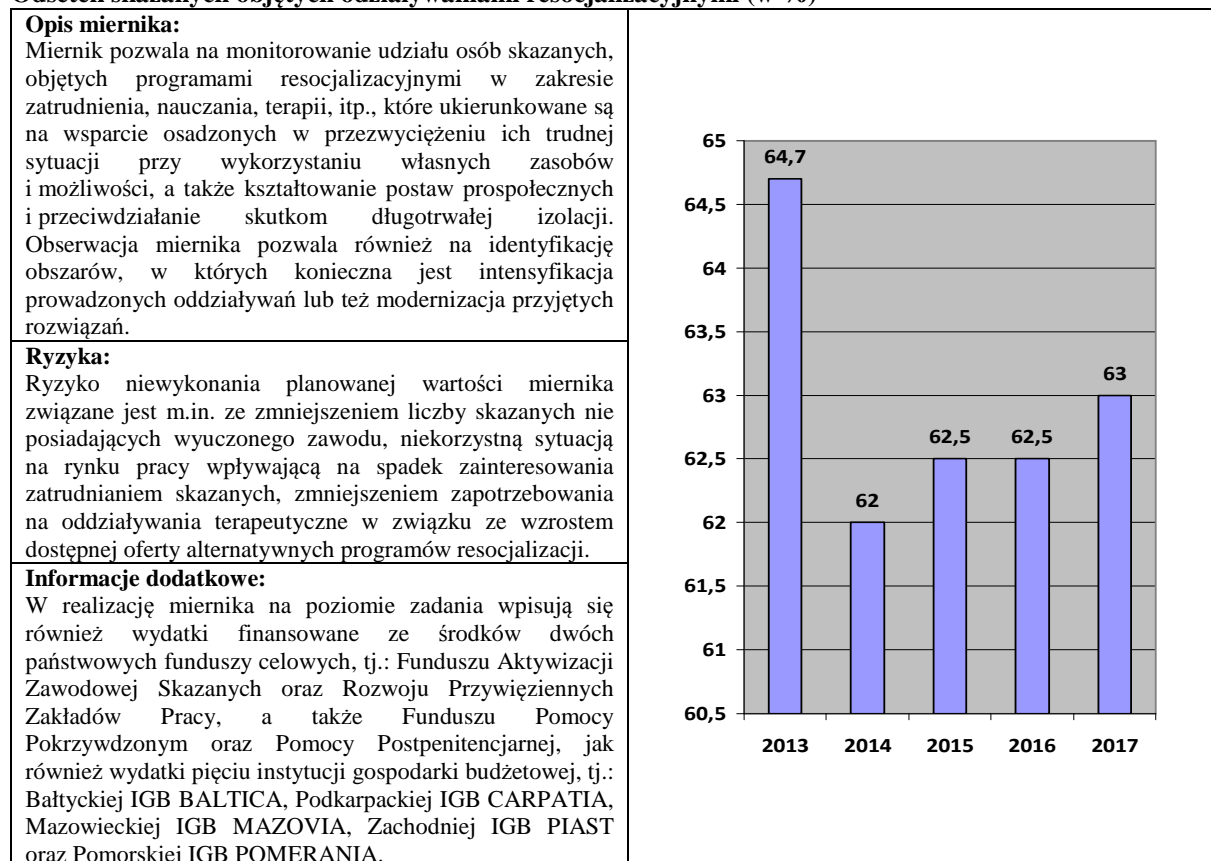 Odsetek skazanych objętych oddziaływaniami resocjalizacyjnymi (w %)
Opis miernika:
Miernik pozwala na monitorowanie udziału osób skazanych,
objętych programami resocjalizacyjnymi w zakresie
zatrudnienia, nauczania, terapii, itp., które ukierunkowane są
na wsparcie osadzonych w przezwyciężeniu ich trudnej
sytuacji przy wykorzystaniu własnych zasobów
i możliwości, a także kształtowanie postaw prospołecznych
i przeciwdziałanie skutkom długotrwałej izolacji.
Obserwacja miernika pozwala również na identyfikację
obszarów, w których konieczna jest intensyfikacja
prowadzonych oddziaływań lub też modernizacja przyjętych
rozwiązań.
Ryzyka:
Ryzyko niewykonania planowanej wartości miernika
związane jest m.in. ze zmniejszeniem liczby skazanych nie
posiadających wyuczonego zawodu, niekorzystną sytuacją
na rynku pracy wpływającą na spadek zainteresowania
zatrudnianiem skazanych, zmniejszeniem zapotrzebowania
na oddziaływania terapeutyczne w związku ze wzrostem
dostępnej oferty alternatywnych programów resocjalizacji.
Informacje dodatkowe:
W realizację miernika na poziomie zadania wpisują się
również wydatki finansowane ze środków dwóch
państwowych funduszy celowych, tj.: Funduszu Aktywizacji
Zawodowej Skazanych oraz Rozwoju Przywięziennych
Zakładów Pracy, a także Funduszu Pomocy
Pokrzywdzonym oraz Pomocy Postpenitencjarnej, jak
również wydatki pięciu instytucji gospodarki budżetowej, tj.:
Bałtyckiej IGB BALTICA, Podkarpackiej IGB CARPATIA,
Mazowieckiej IGB MAZOVIA, Zachodniej IGB PIAST
oraz Pomorskiej IGB POMERANIA.
65
64,5
64
63,5
63
62,5
62
61,5
61
60,5
64,7
62
62,5
62,5
63
2013 2014 2015 2016 2017